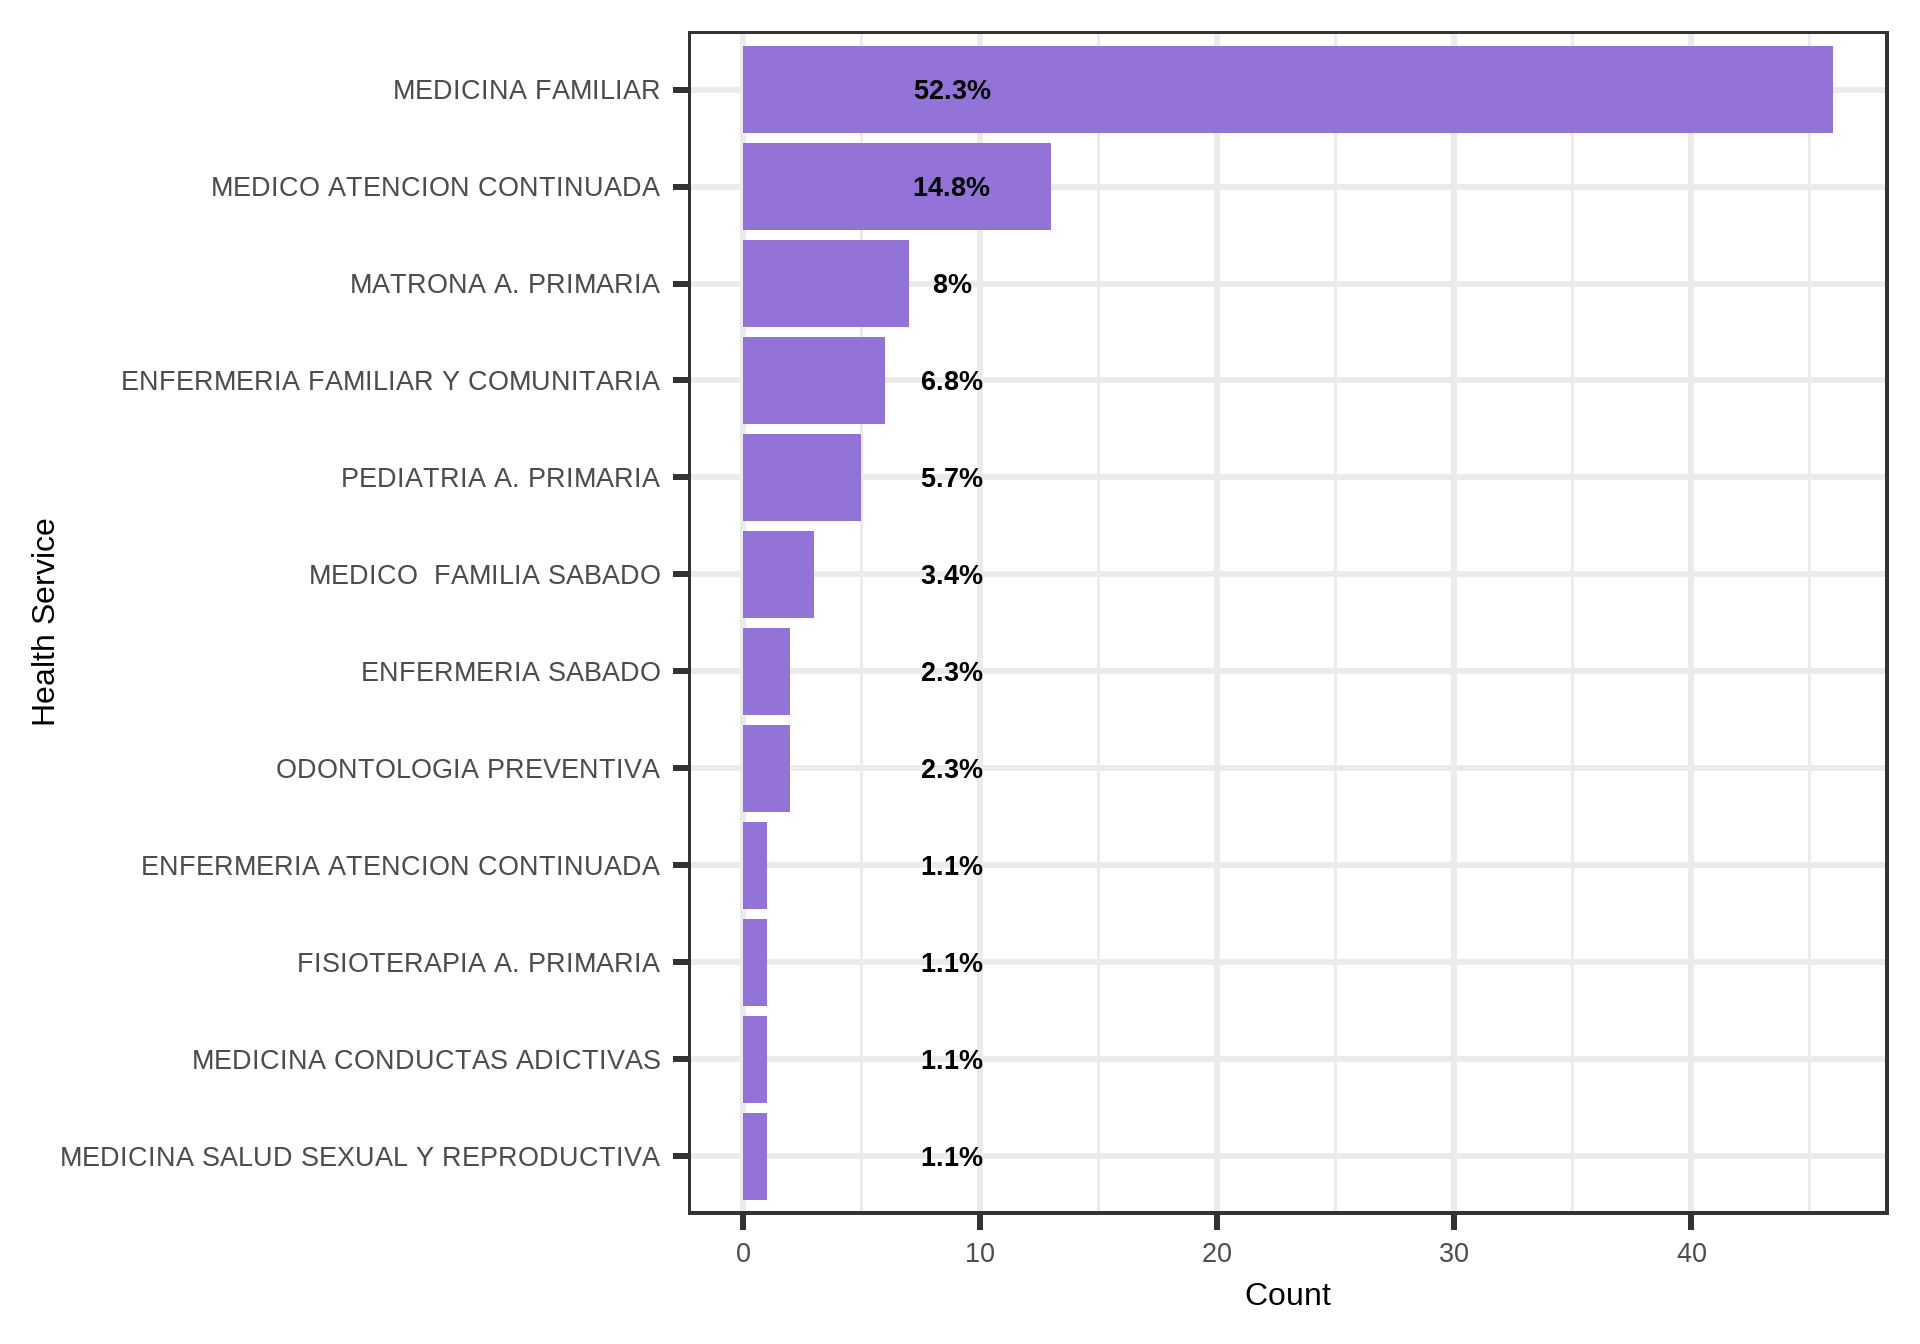 MEDICINA FAMILIAR 52.3%
MEDICO ATENCION CONTINUADA 14.8%
MATRONA A. PRIMARIA 8%
ENFERMERIA FAMILIAR Y COMUNITARIA 6.8%
PEDIATRIA A. PRIMARIA 5.7%
MEDICO  FAMILIA SABADO 3.4%
ENFERMERIA SABADO 2.3%
ODONTOLOGIA PREVENTIVA 2.3%
ENFERMERIA ATENCION CONTINUADA 1.1%
FISIOTERAPIA A. PRIMARIA 1.1%
MEDICINA CONDUCTAS ADICTIVAS 1.1%
MEDICINA SALUD SEXUAL Y REPRODUCTIVA 1.1%
0 10 20 30 40
Count
Health Service